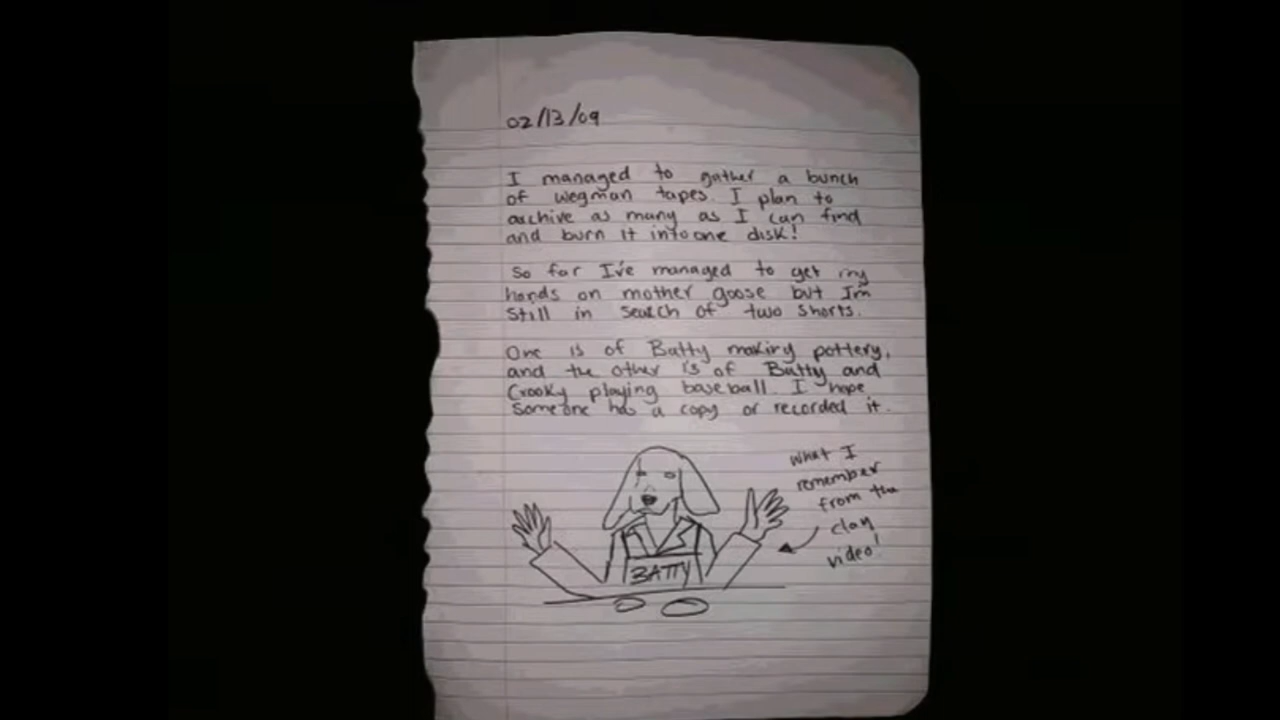 02/13/09
I managed to gather a bunch
of wegman tapes. I plan to
archive as many as I can find
and burn it into one disk!
So far I've managed to get my
hands on mother goose but I'm
still in search of two shorts.
One is of Batty making pottery,
and the other is of Batty and
Crooky playing baseball. I hope
someone has a copy or recorded it.
what I
remember
from the
clay
video!
BATTY